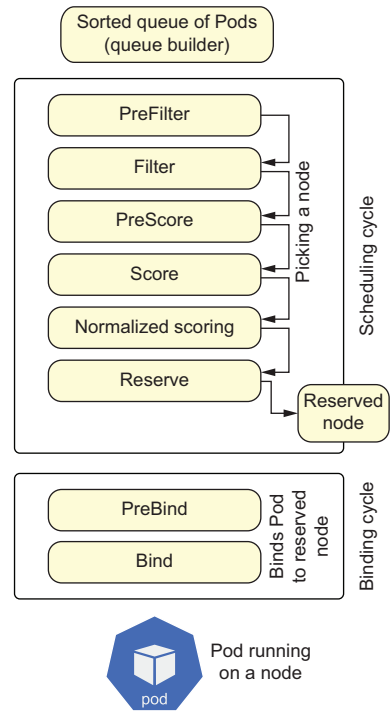 Sorted queue of Pods
(queue builder)
PreFilter
Filter
PreScore
Score
Normalized scoring
Reserve
Picking a node
Scheduling cycle
Reserved
node
PreBind
Bind
Binds Pod
to reserved
node
Binding cycle
pod
Pod running
on a node